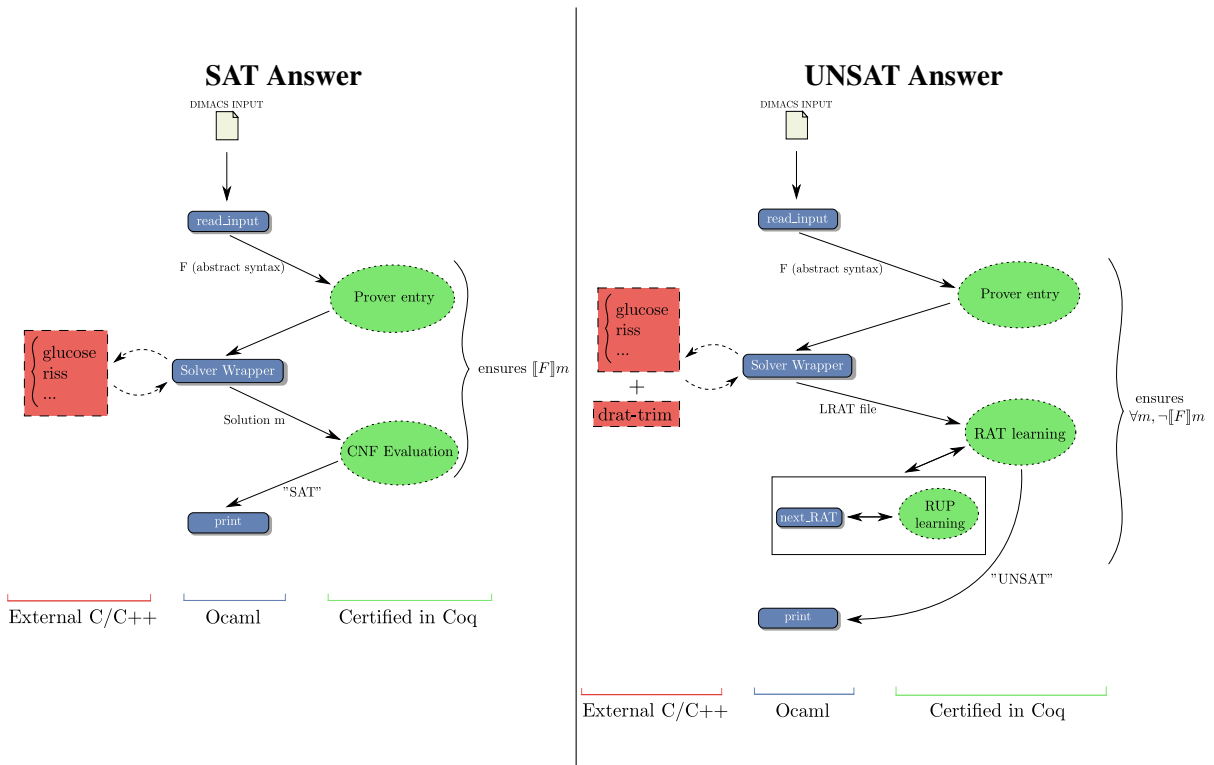 SAT Answer
DIMACS INPUT
read_input
F (abstract syntax)
Prover entry
glucose
riss
...
Solver Wrapper
ensures ⟦F⟧m
Solution m
CNF Evaluation
"SAT"
print
External C/C++
Ocaml
Certified in Coq
UNSAT Answer
DIMACS INPUT
read_input
F (abstract syntax)
Prover entry
glucose
riss
...
+
drat-trim
Solver Wrapper
LRAT file
ensures
∀m, ¬⟦F⟧m
RAT learning
next_RAT
RUP
learning
"UNSAT"
print
External C/C++
Ocaml
Certified in Coq